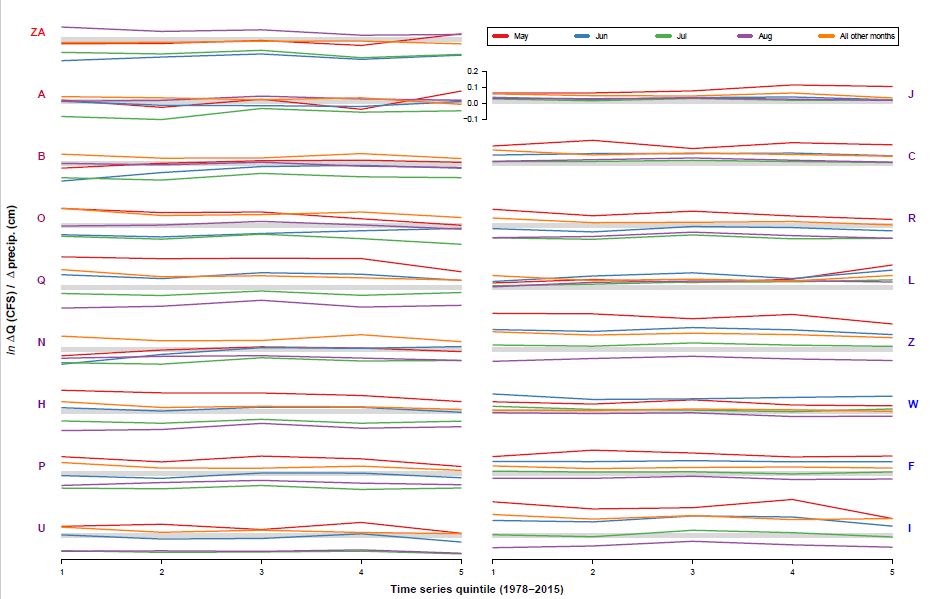 ZA
May Jun Jul Aug All other months
0.2
A 0.1 J
0.0
−0.1
B C
O R
ln ΔQ (CFS) / Δ precip. (cm)
Q L
N Z
H W
P F
U I
1 2 3 4 5 1 2 3 4 5
Time series quintile (1978–2015)